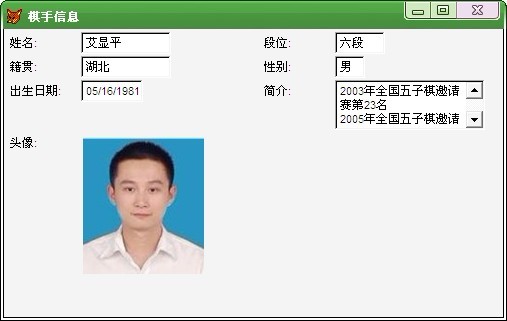 棋手信息
姓名: 艾显平 段位: 六段
籍贯: 湖北 性别: 男
出生日期: 05/16/1981 简介: 2003年全国五子棋邀请
赛第23名
2005年全国五子棋邀请
头像: